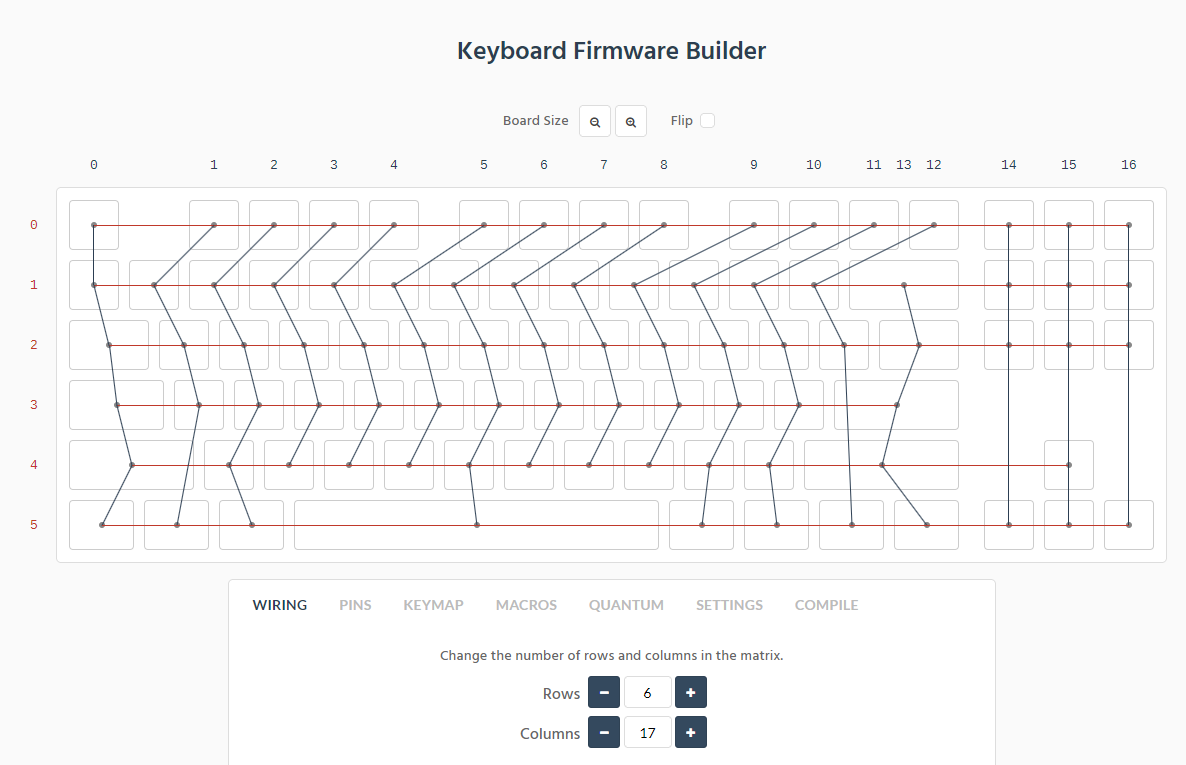 Keyboard Firmware Builder
Board Size Flip
0 1 2 3 4 5 6 7 8 9 10 11 13 12 14 15 16
0
1
2
3
4
5
WIRING PINS KEYMAP MACROS QUANTUM SETTINGS COMPILE
Change the number of rows and columns in the matrix.
Rows − 6 +
Columns − 17 +